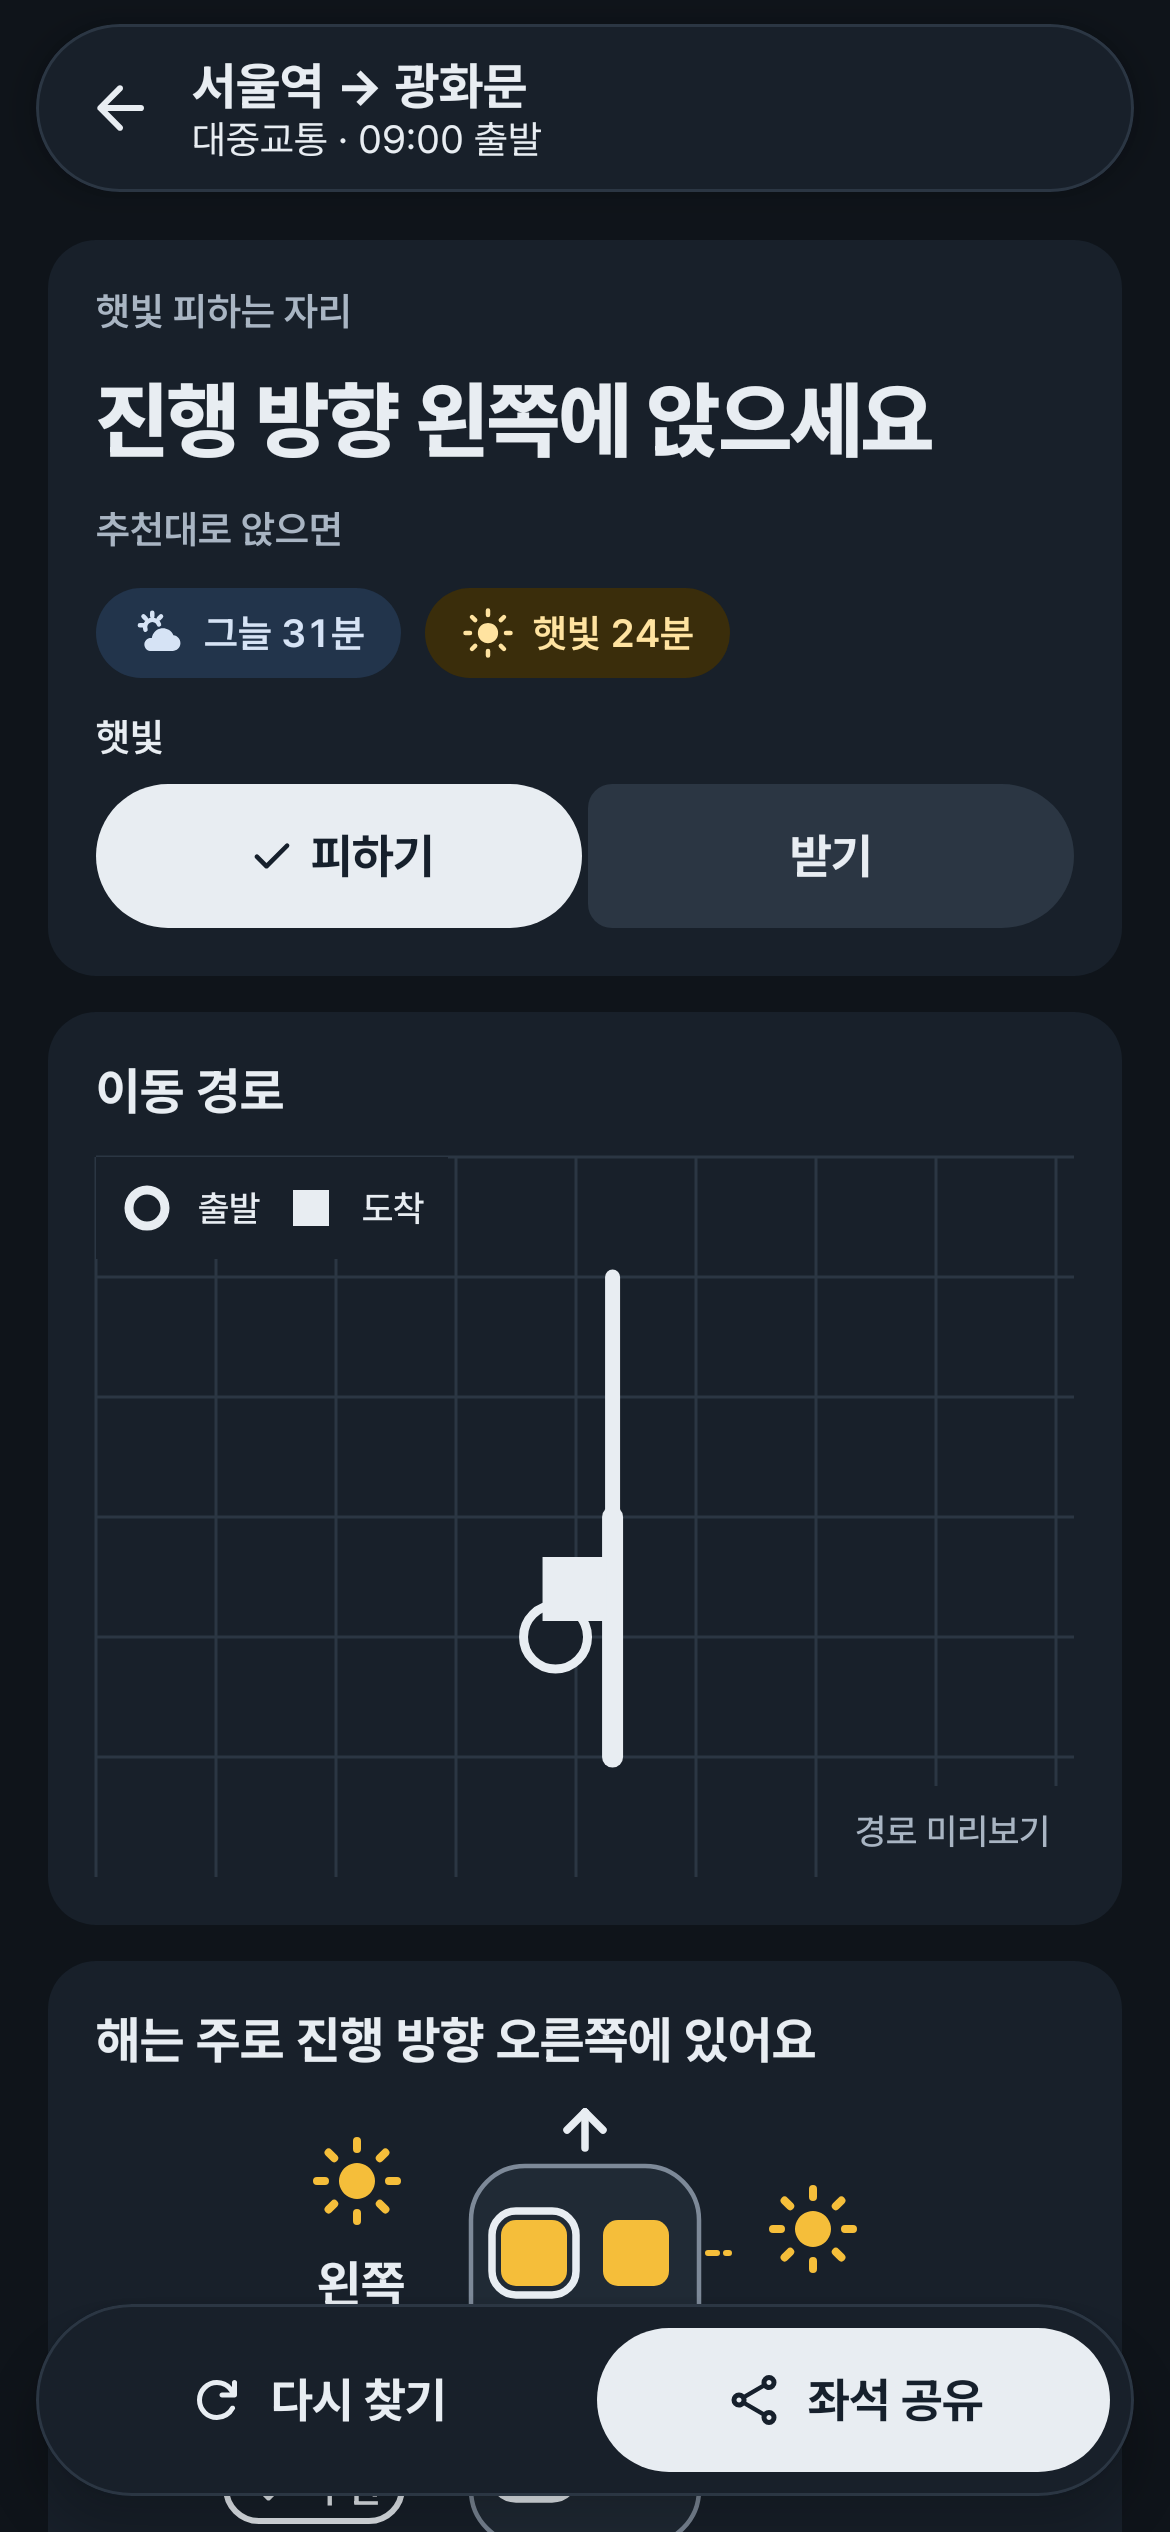 서울역 → 광화문
대중교통 · 09:00 출발
햇빛 피하는 자리
진행 방향 왼쪽에 앉으세요
추천대로 앉으면
그늘 31분 햇빛 24분
햇빛
피하기 받기
이동 경로
출발 도착
경로 미리보기
해는 주로 진행 방향 오른쪽에 있어요
왼쪽
다시 찾기 좌석 공유